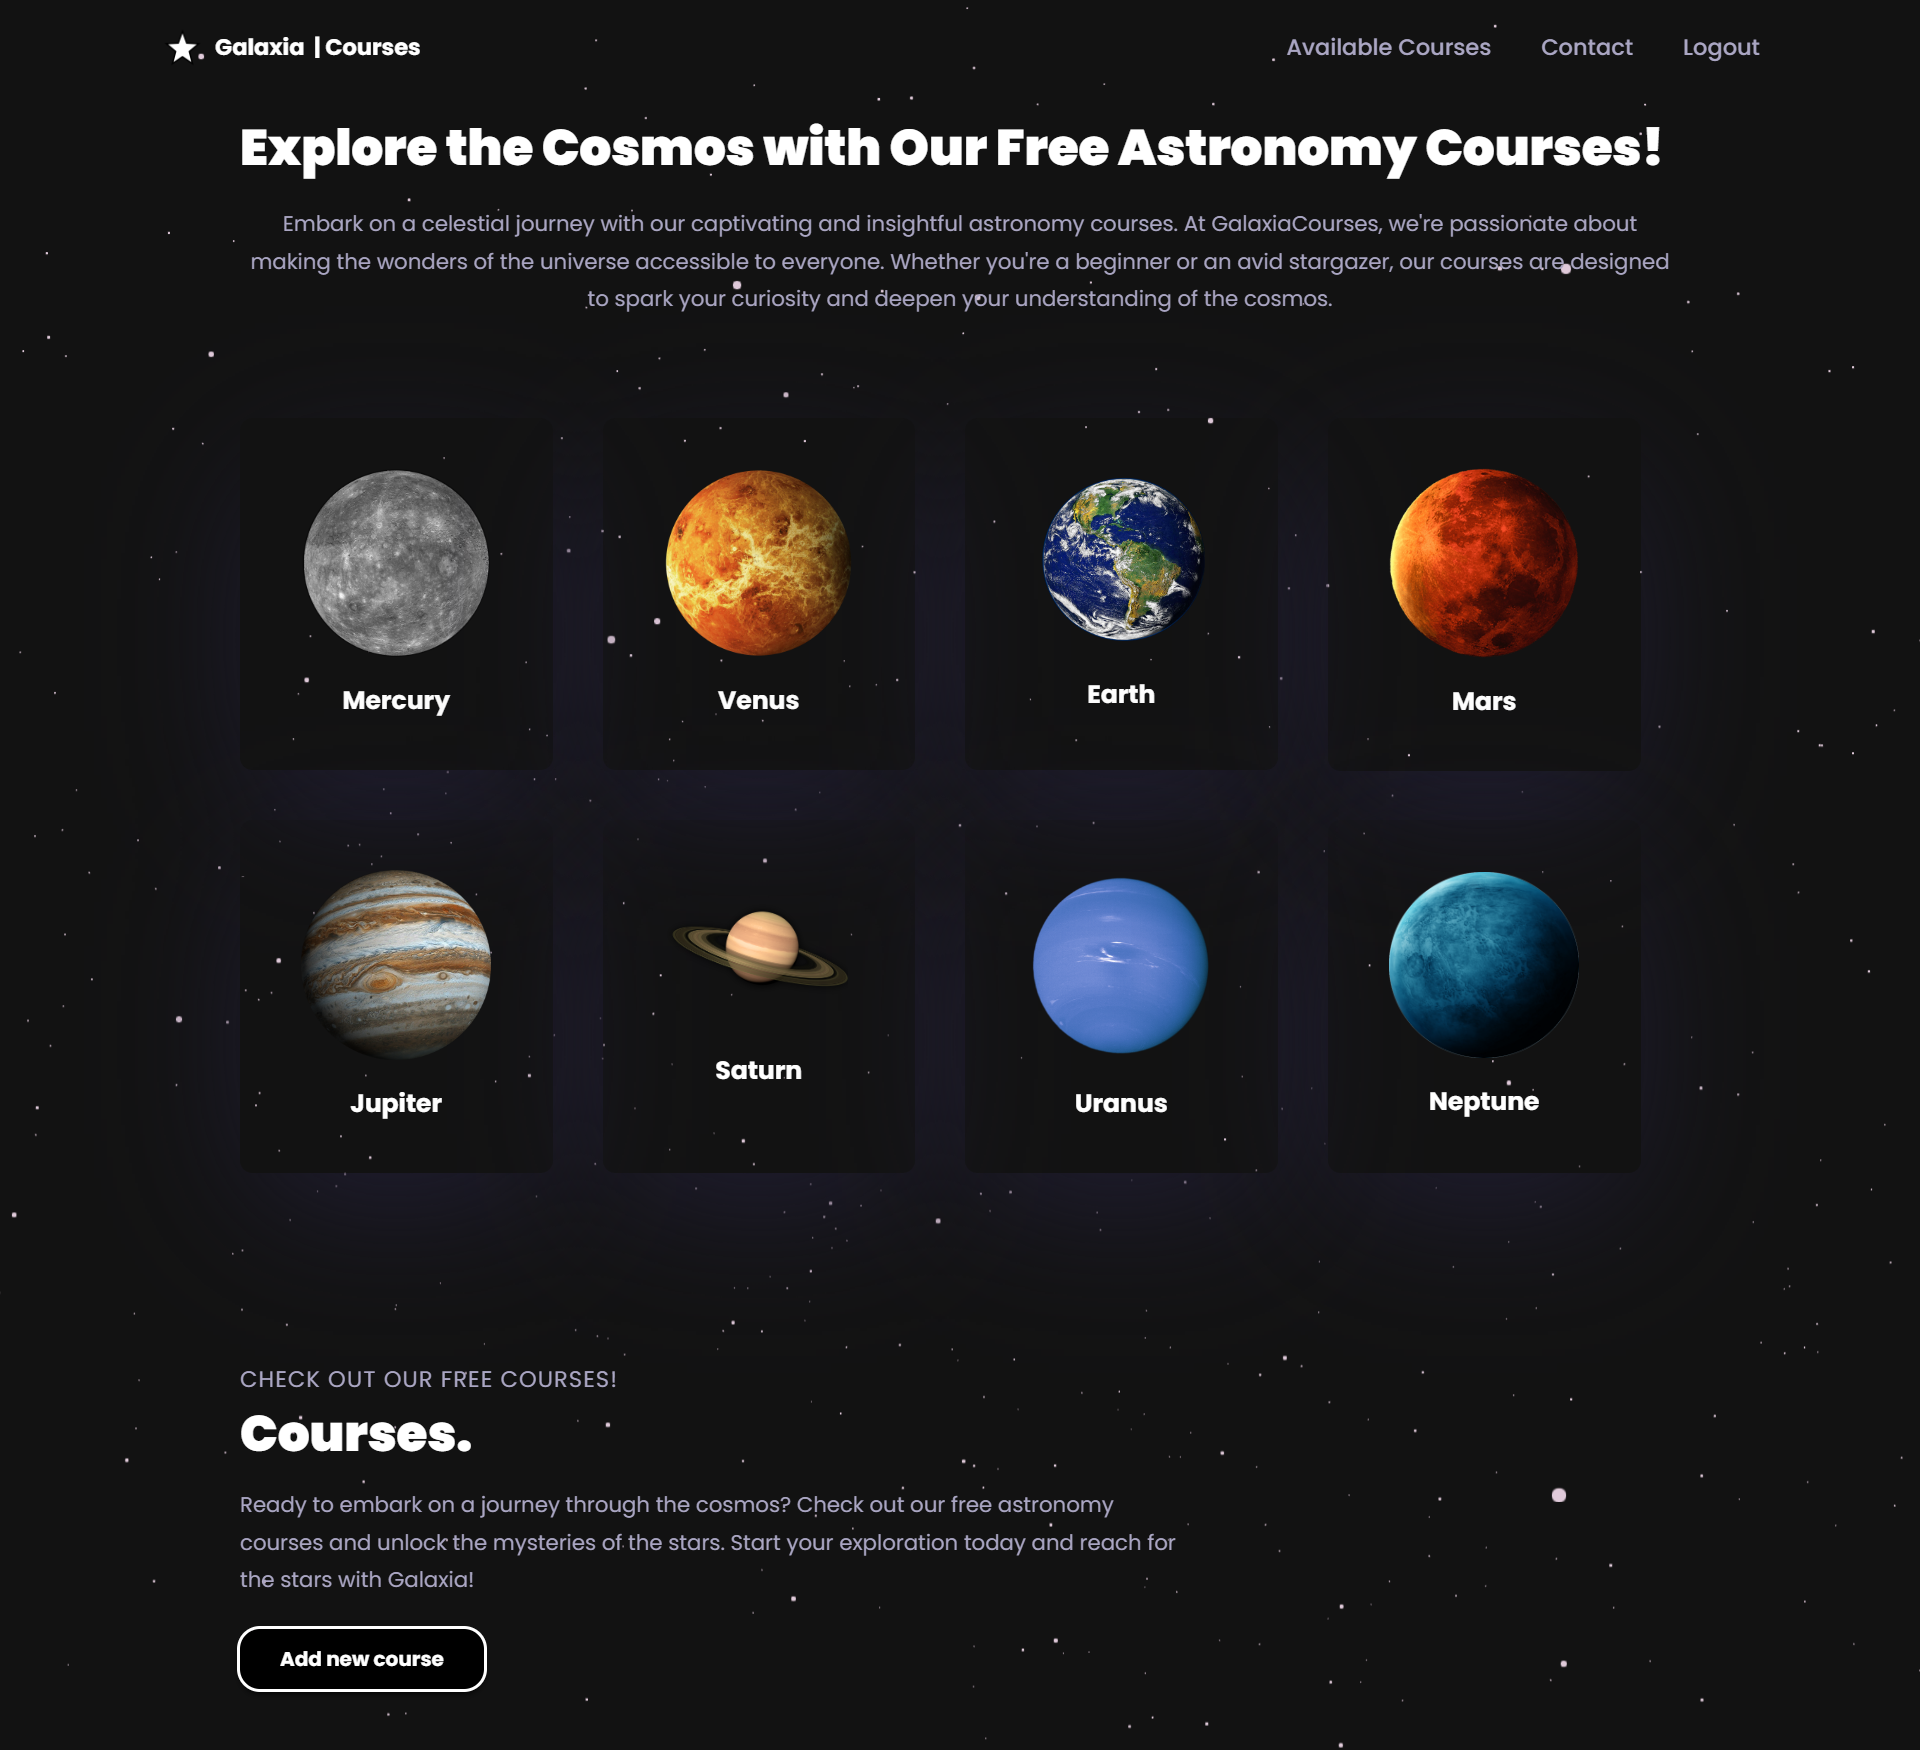 Galaxia | Courses
Available Courses
Contact
Logout
Explore the Cosmos with Our Free Astronomy Courses!
Embark on a celestial journey with our captivating and insightful astronomy courses. At GalaxiaCourses, we're passionate about
making the wonders of the universe accessible to everyone. Whether you're a beginner or an avid stargazer, our courses are designed
to spark your curiosity and deepen your understanding of the cosmos.
Mercury
Venus
Earth
Mars
Jupiter
Saturn
Uranus
Neptune
CHECK OUT OUR FREE COURSES!
Courses.
Ready to embark on a journey through the cosmos? Check out our free astronomy
courses and unlock the mysteries of the stars. Start your exploration today and reach for
the stars with Galaxia!
Add new course